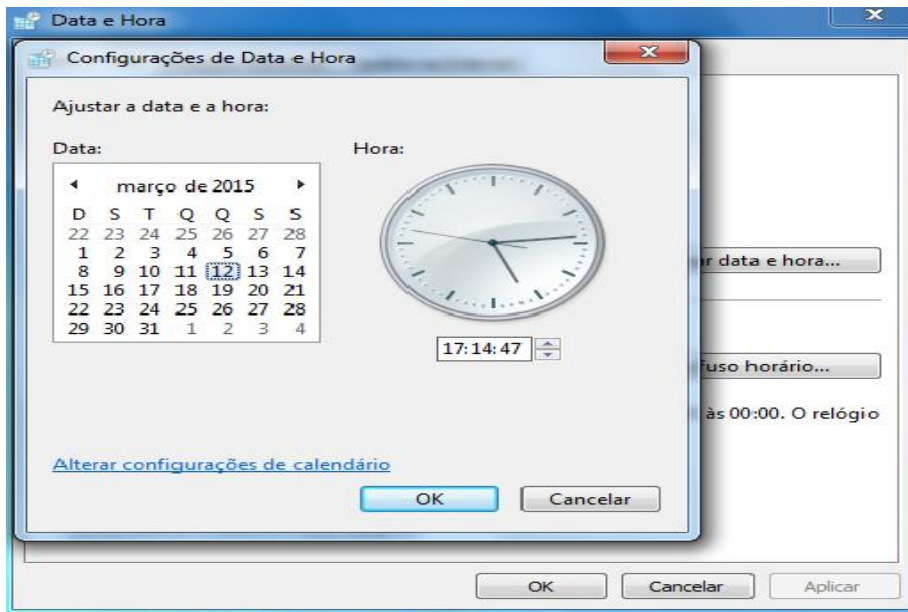 Data e Hora
Configurações de Data e Hora
Ajustar a data e a hora:
Data:
Hora:
março de 2015
D S T Q Q S S
22 23 24 25 26 27 28
1 2 3 4 5 6 7
8 9 10 11 12 13 14
15 16 17 18 19 20 21
22 23 24 25 26 27 28
29 30 31 1 2 3 4
17:14:47
r data e hora...
fuso horário...
às 00:00. O relógio
Alterar configurações de calendário
OK Cancelar
OK Cancelar Aplicar